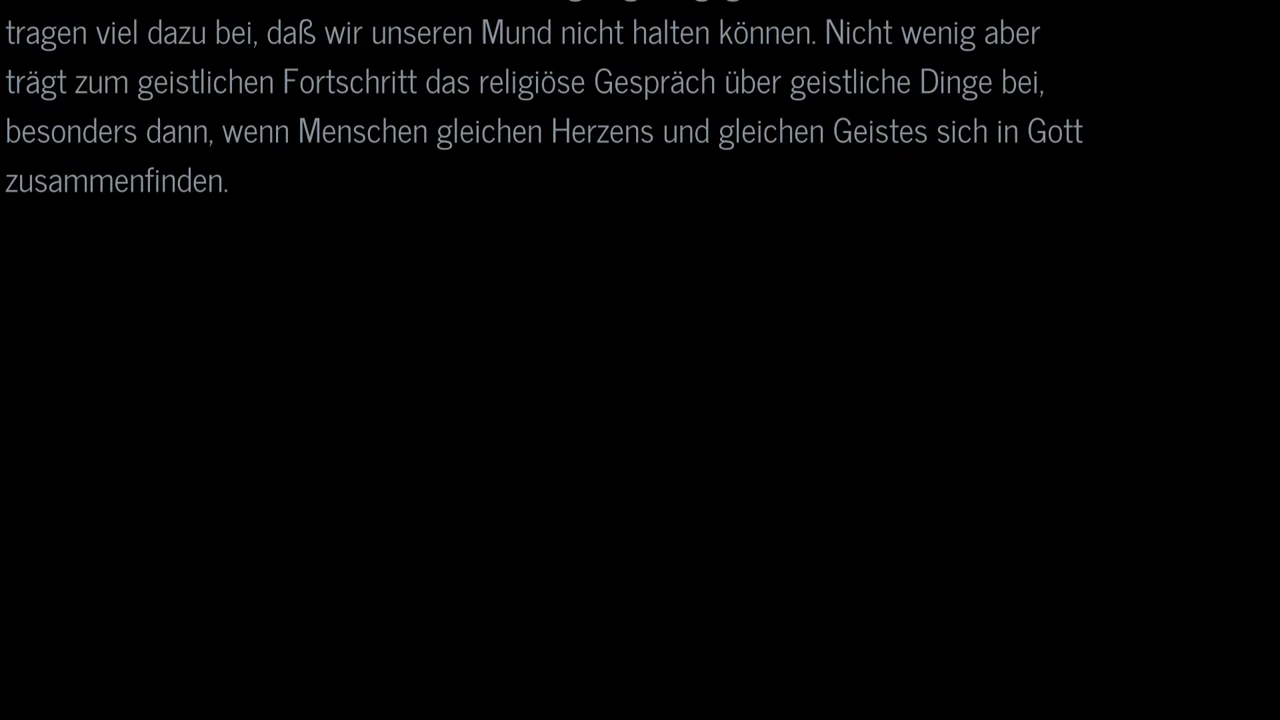 tragen viel dazu bei, daß wir unseren Mund nicht halten können. Nicht wenig aber
trägt zum geistlichen Fortschritt das religiöse Gespräch über geistliche Dinge bei,
besonders dann, wenn Menschen gleichen Herzens und gleichen Geistes sich in Gott
zusammenfinden.